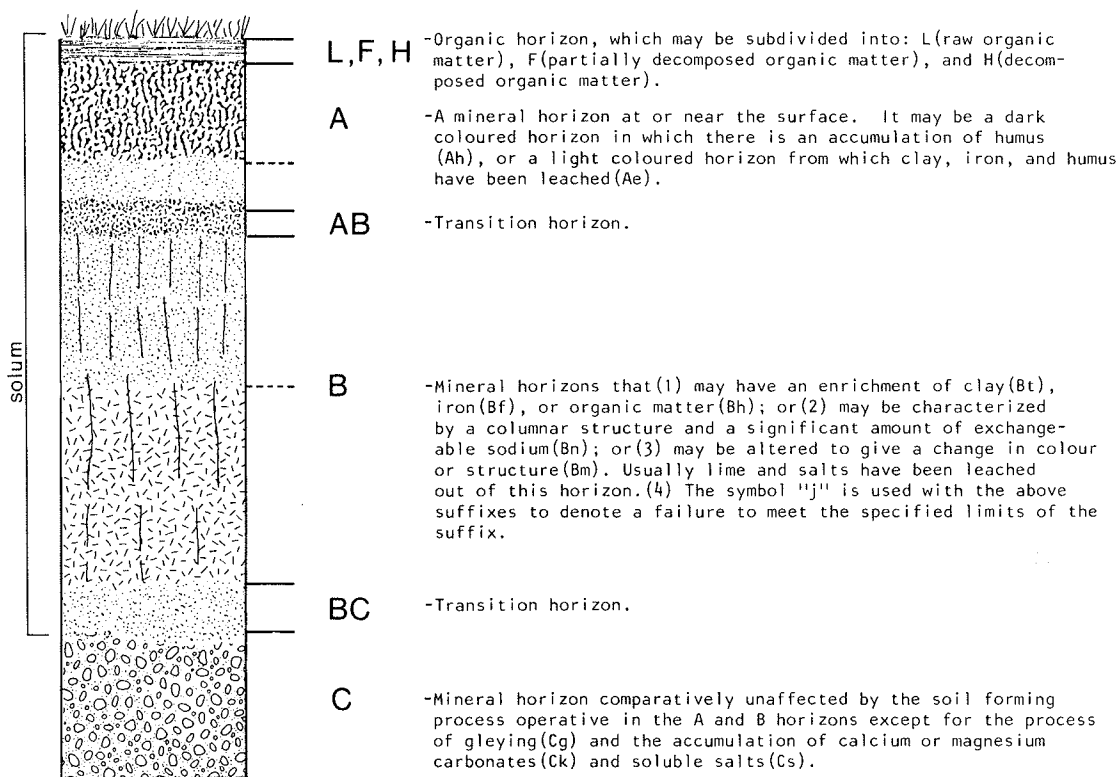 L,F,H
-Organic horizon, which may be subdivided into: L(raw organic
matter), F(partially decomposed organic matter), and H(decom-
posed organic matter).
A
-A mineral horizon at or near the surface. It may be a dark
coloured horizon in which there is an accumulation of humus
(Ah), or a light coloured horizon from which clay, iron, and humus
have been leached(Ae).
AB
-Transition horizon.
solum
B
-Mineral horizons that(1) may have an enrichment of clay(Bt),
iron(Bf), or organic matter(Bh); or(2) may be characterized
by a columnar structure and a significant amount of exchange-
able sodium(Bn); or(3) may be altered to give a change in colour
or structure(Bm). Usually lime and salts have been leached
out of this horizon.(4) The symbol "j" is used with the above
suffixes to denote a failure to meet the specified limits of the
suffix.
BC
-Transition horizon.
C
-Mineral horizon comparatively unaffected by the soil forming
process operative in the A and B horizons except for the process
of gleying(Cg) and the accumulation of calcium or magnesium
carbonates(Ck) and soluble salts(Cs).